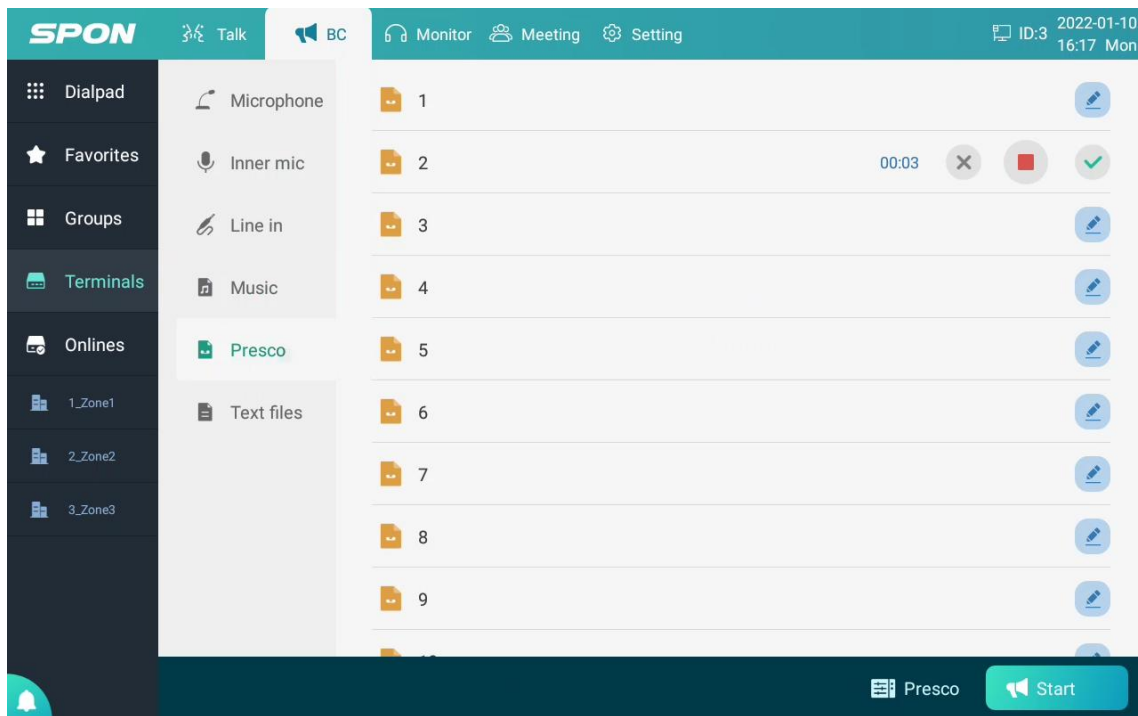 SPON
Talk
BC
Monitor
Meeting
Setting
ID:3
2022-01-10
16:17 Mon
Dialpad
Favorites
Groups
Terminals
Onlines
1_Zone1
2_Zone2
3_Zone3
Microphone
Inner mic
Line in
Music
Presco
Text files
1
2
00:03
3
4
5
6
7
8
9
Presco
Start